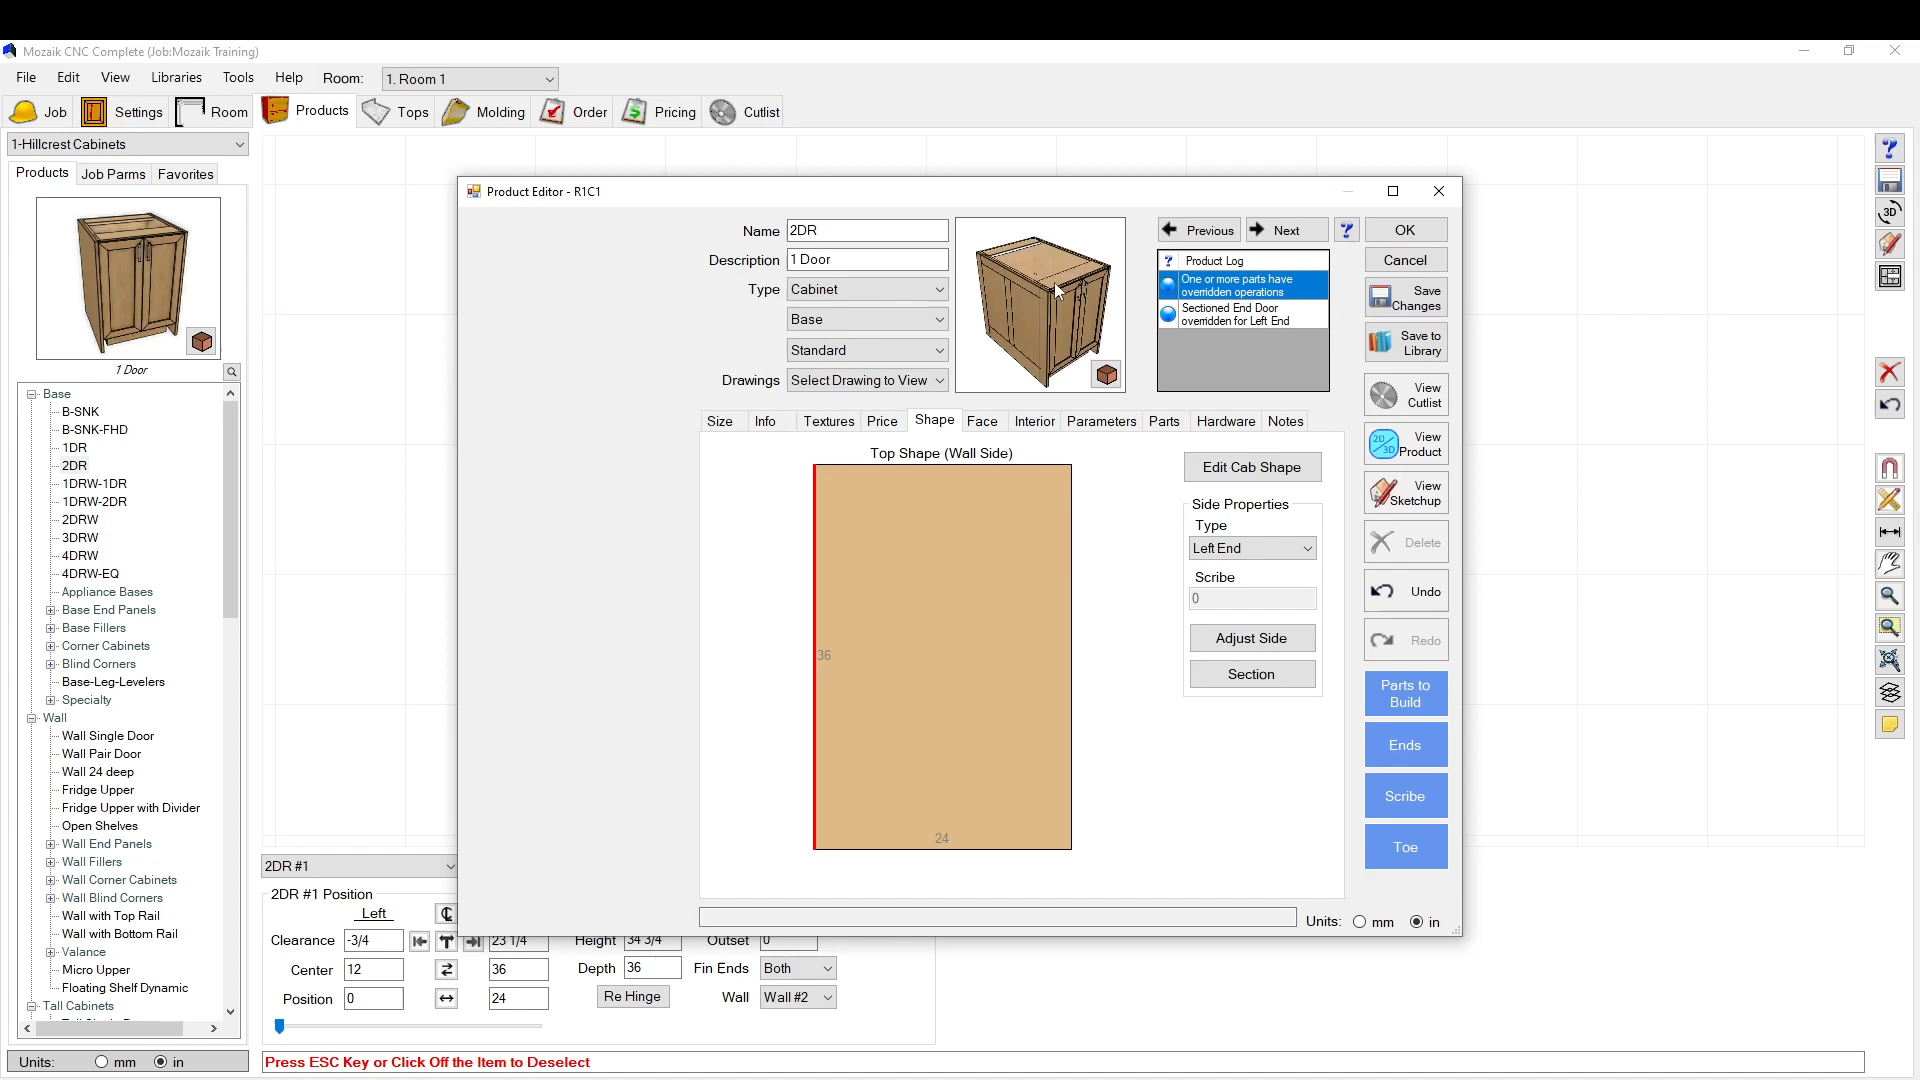 Mozaik CNC Complete (Job:Mozaik Training)
File Edit View Libraries Tools Help Room: 1. Room 1
Job Settings Room Products Tops Molding Order Pricing Cutlist
1-Hillcrest Cabinets
Products Job Parms Favorites
1 Door
Base
B-SNK
B-SNK-FHD
1DR
2DR
1DRW-1DR
1DRW-2DR
2DRW
3DRW
4DRW
4DRW-EQ
Appliance Bases
Base End Panels
Base Fillers
Corner Cabinets
Blind Corners
Base-Leg-Levelers
Specialty
Wall
Wall Single Door
Wall Pair Door
Wall 24 deep
Fridge Upper
Fridge Upper with Divider
Open Shelves
Wall End Panels
Wall Fillers
Wall Corner Cabinets
Wall Blind Corners
Wall with Top Rail
Wall with Bottom Rail
Valance
Micro Upper
Floating Shelf Dynamic
Tall Cabinets
Units: mm in
Product Editor - R1C1
Name 2DR
Description 1 Door
Type Cabinet
Base
Standard
Drawings Select Drawing to View
Previous Next ?
? Product Log
One or more parts have
overridden operations
Sectioned End Door
overridden for Left End
OK
Cancel
Save
Changes
Save to
Library
View
Cutlist
2D/3D View
Product
View
Sketchup
Delete
Undo
Redo
Parts to
Build
Ends
Scribe
Toe
Size Info Textures Price Shape Face Interior Parameters Parts Hardware Notes
Top Shape (Wall Side)
36
24
Edit Cab Shape
Side Properties
Type
Left End
Scribe
0
Adjust Side
Section
Units: mm in
2DR #1
2DR #1 Position
Left
Clearance -3/4 23 1/4 Height 34 3/4 Outset 0
Center 12 36 Depth 36 Fin Ends Both
Position 0 24 Re Hinge Wall Wall #2
Press ESC Key or Click Off the Item to Deselect
?
3D